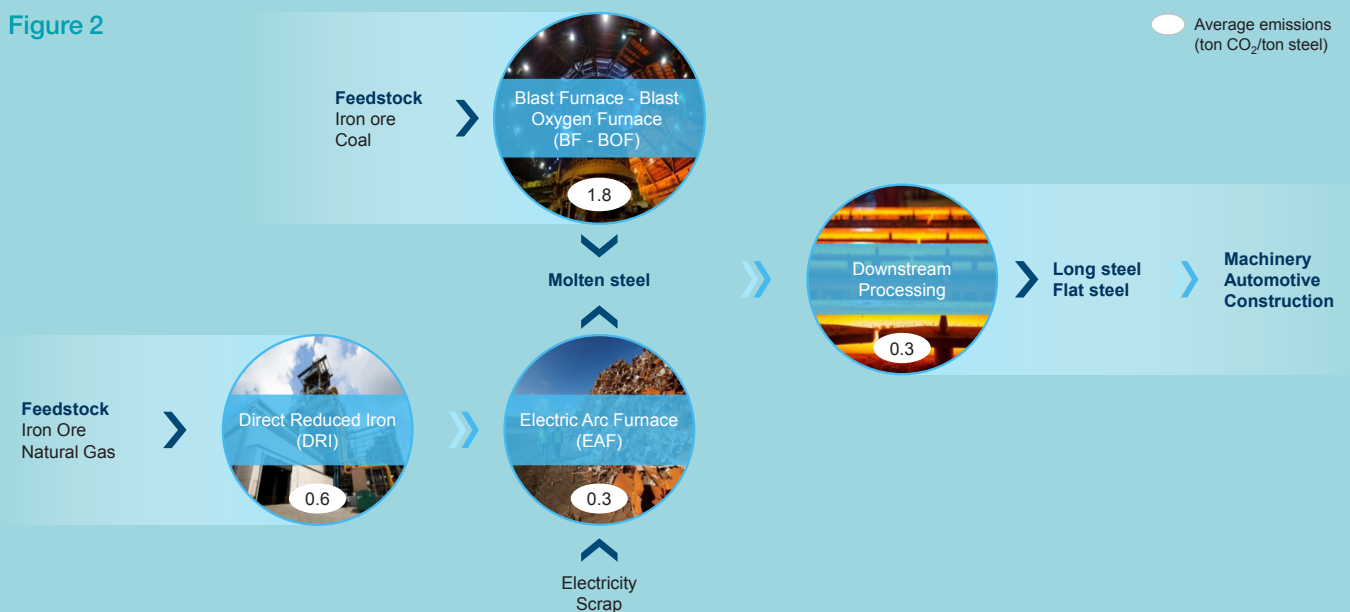 Figure 2
Average emissions
(ton CO₂/ton steel)
Feedstock
Iron ore
Coal
Blast Furnace - Blast
Oxygen Furnace
(BF - BOF)
1.8
Molten steel
Downstream
Processing
0.3
Long steel
Flat steel
Machinery
Automotive
Construction
Feedstock
Iron Ore
Natural Gas
Direct Reduced Iron
(DRI)
0.6
Electric Arc Furnace
(EAF)
0.3
Electricity
Scrap